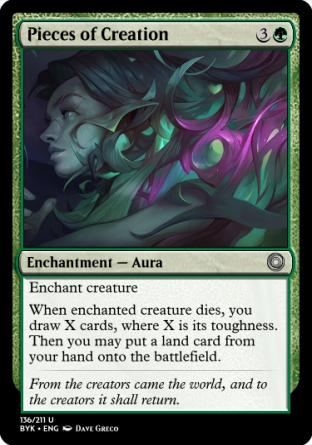 Pieces of Creation 3
Enchantment — Aura
Enchant creature
When enchanted creature dies, you
draw X cards, where X is its toughness.
Then you may put a land card from
your hand onto the battlefield.
From the creators came the world, and to
the creators it shall return.
136/211 U
BYK • ENG Dave Greco